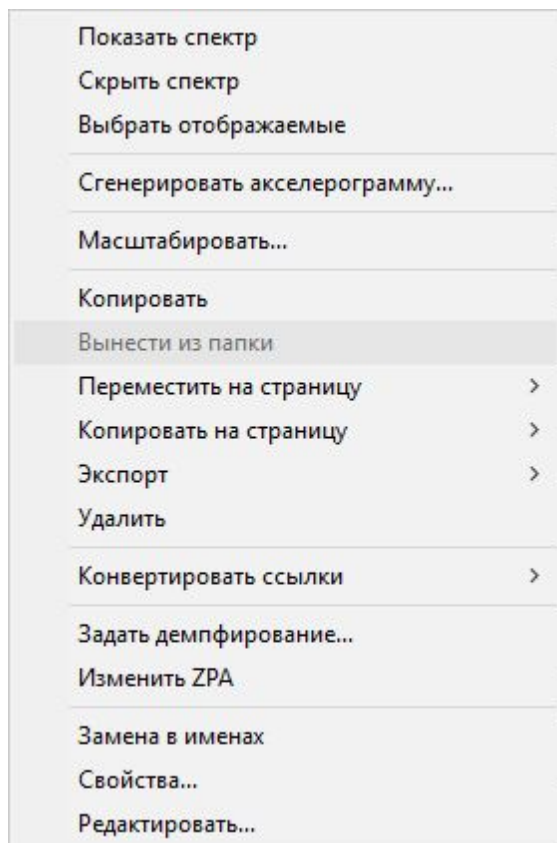 Показать спектр
Скрыть спектр
Выбрать отображаемые
Сгенерировать акселерограмму...
Масштабировать...
Копировать
Вынести из папки
Переместить на страницу
Копировать на страницу
Экспорт
Удалить
Конвертировать ссылки
Задать демпфирование...
Изменить ZPA
Замена в именах
Свойства...
Редактировать...